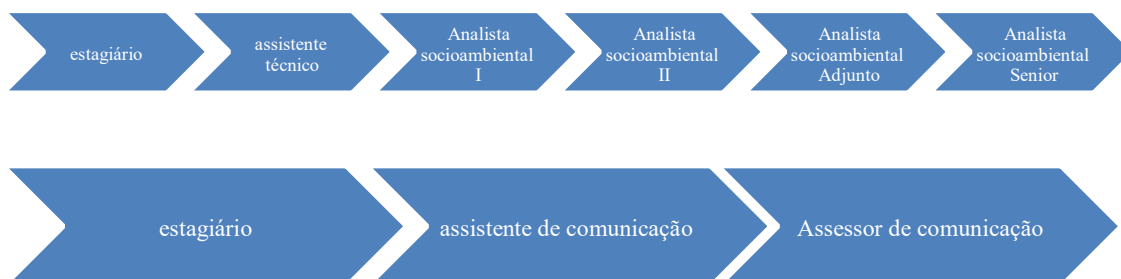 estagiário
assistente
técnico
Analista
socioambiental
I
Analista
socioambiental
II
Analista
socioambiental
Adjunto
Analista
socioambiental
Senior
estagiário
assistente de comunicação
Assessor de comunicação